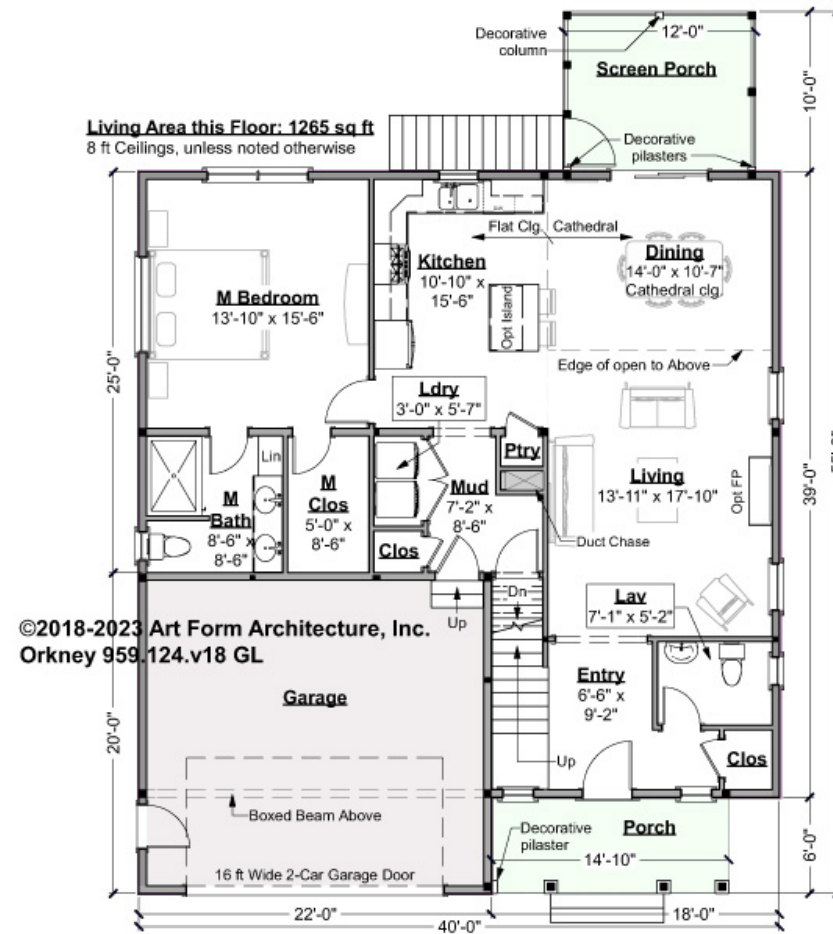 Decorative
column
12'-0"
Screen Porch
10'-0"
Living Area this Floor: 1265 sq ft
8 ft Ceilings, unless noted otherwise
Decorative
pilasters
Flat Clg.
Cathedral
Kitchen
10'-10" x
15'-6"
Dining
14'-0" x 10'-7"
Cathedral clg.
M Bedroom
13'-10" x 15'-6"
Opt Island
Edge of open to Above
25'-0"
Ldry
3'-0" x 5'-7"
Lin
Ptry
M
Clos
5'-0" x
8'-6"
Mud
7'-2" x
8'-6"
Living
13'-11" x 17'-10"
Opt FP
39'-0"
M
Bath
8'-6" x
8'-6"
Clos
Duct Chase
Dn
Up
Lav
7'-1" x 5'-2"
©2018-2023 Art Form Architecture, Inc.
Orkney 959.124.v18 GL
Garage
Entry
6'-6" x
9'-2"
20'-0"
Up
Clos
Boxed Beam Above
Decorative
pilaster
Porch
14'-10"
6'-0"
16 ft Wide 2-Car Garage Door
22'-0"
18'-0"
40'-0"